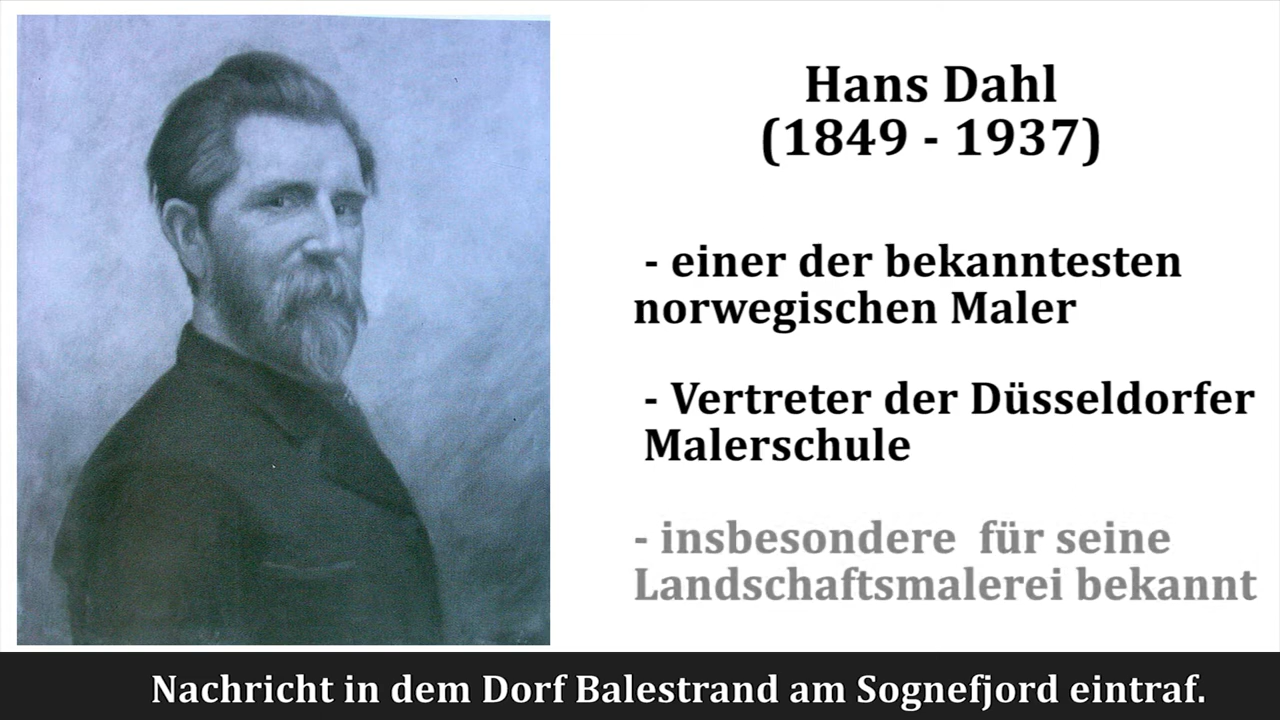 Hans Dahl
(1849 - 1937)
- einer der bekanntesten
norwegischen Maler
- Vertreter der Düsseldorfer
Malerschule
- insbesondere für seine
Landschaftsmalerei bekannt
Nachricht in dem Dorf Balestrand am Sognefjord eintraf.